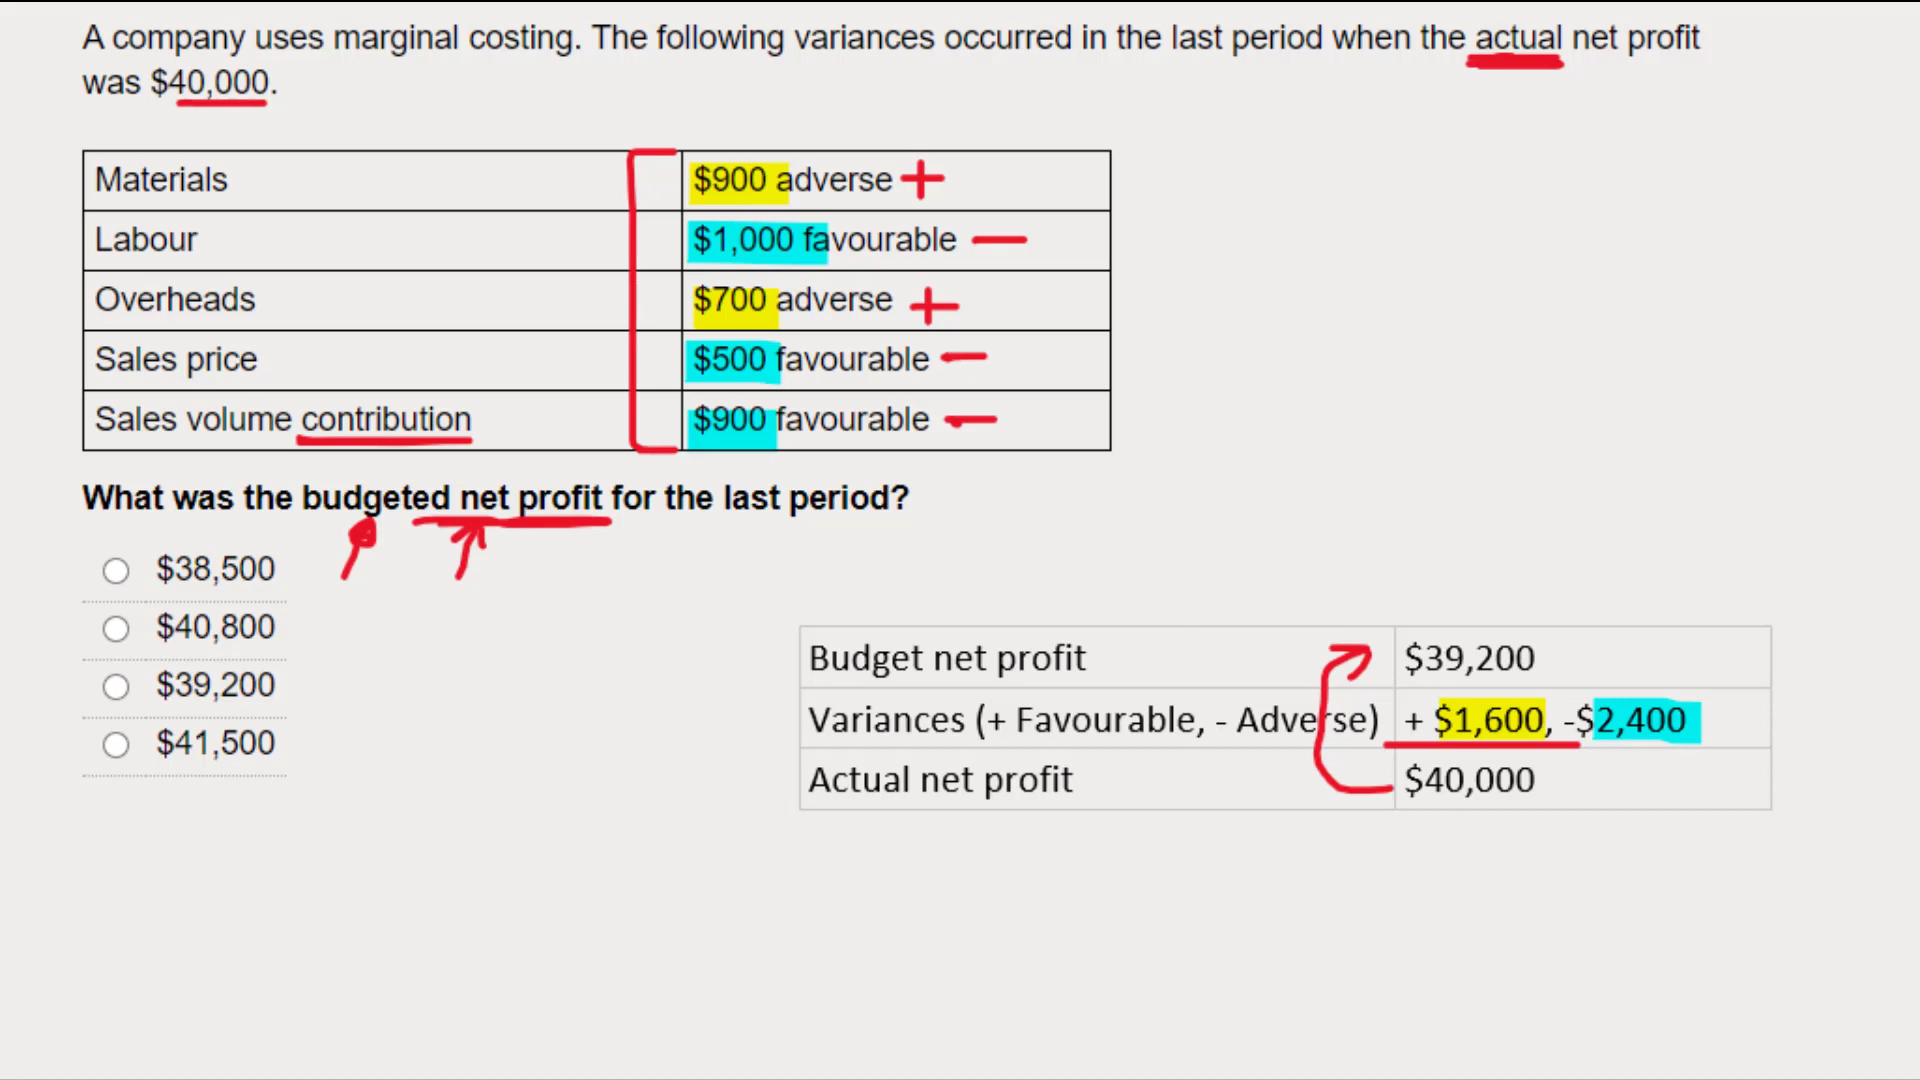 A company uses marginal costing. The following variances occurred in the last period when the actual net profit
was $40,000.
Materials $900 adverse +
Labour $1,000 favourable —
Overheads $700 adverse +
Sales price $500 favourable —
Sales volume contribution $900 favourable —
What was the budgeted net profit for the last period?
$38,500
$40,800
$39,200
$41,500
Budget net profit $39,200
Variances (+ Favourable, - Adverse) + $1,600, -$2,400
Actual net profit $40,000